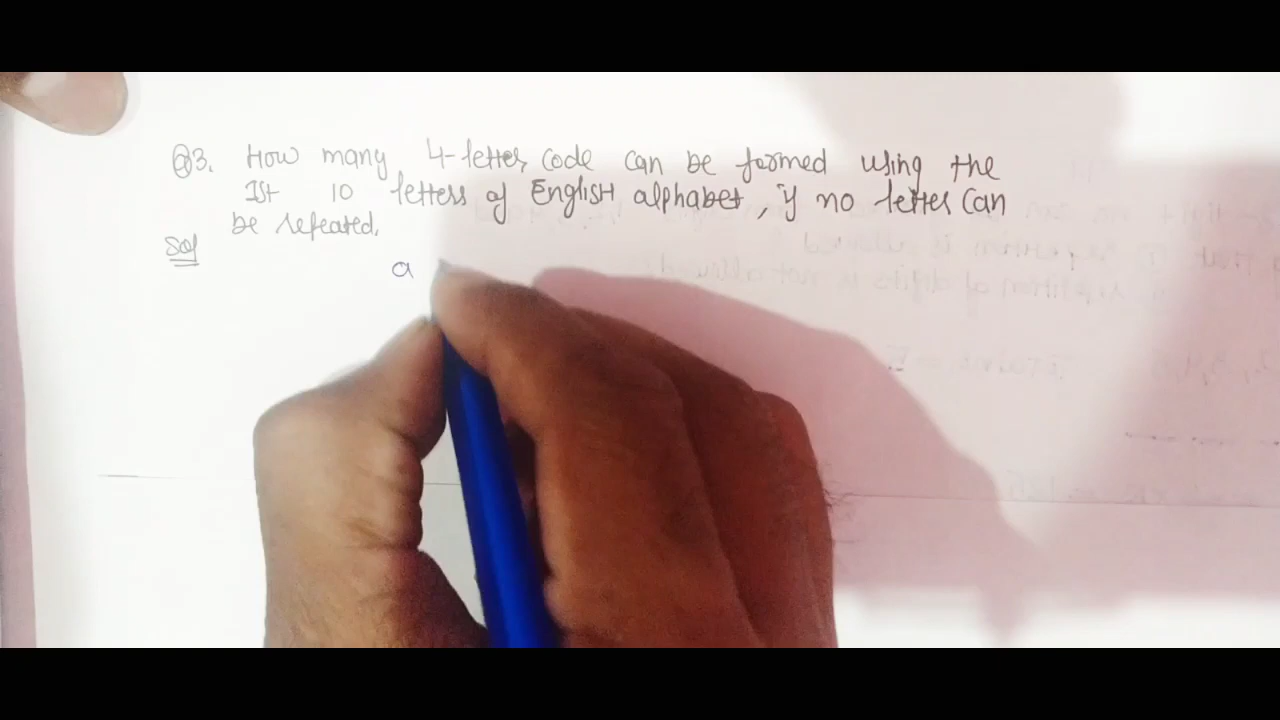 Q3. How many 4-letter code can be formed using the
Ist 10 letters of English alphabet, if no letter can
be repeated.
Sol
a